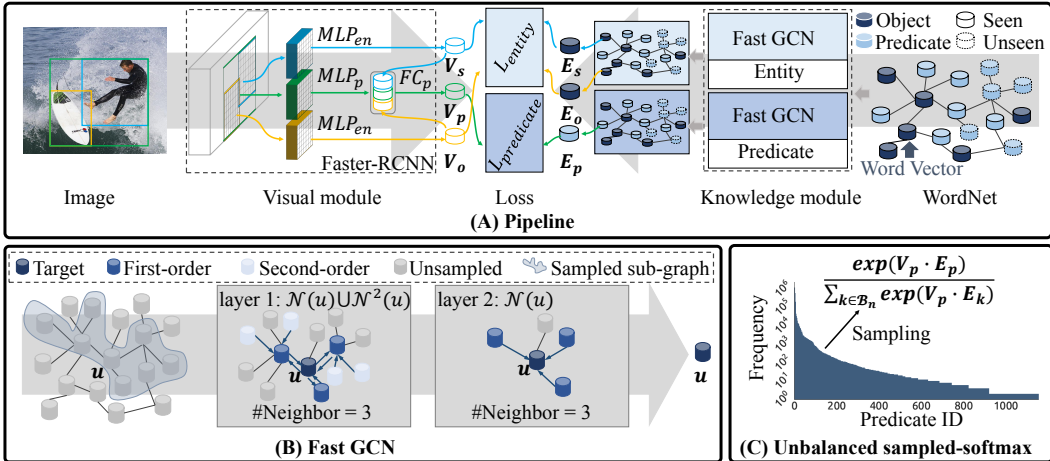 MLP_en
MLP_p
MLP_en
FC_p
Faster-RCNN
V_s
V_p
V_o
L_entity
L_predicate
E_s
E_o
E_p
Fast GCN
Entity
Fast GCN
Predicate
Object
Seen
Predicate
Unseen
Word Vector
Image
Visual module
Loss
Knowledge module
WordNet
(A) Pipeline
Target
First-order
Second-order
Unsampled
Sampled sub-graph
u
layer 1: 𝒩(u)∪𝒩²(u)
u
#Neighbor = 3
layer 2: 𝒩(u)
u
#Neighbor = 3
u
(B) Fast GCN
exp(V_p · E_p)
∑_{k∈ℬ_n} exp(V_p · E_k)
Sampling
Frequency
10⁶
10⁵
10⁴
10³
10²
10¹
10⁰
0 200 400 600 800 1000
Predicate ID
(C) Unbalanced sampled-softmax